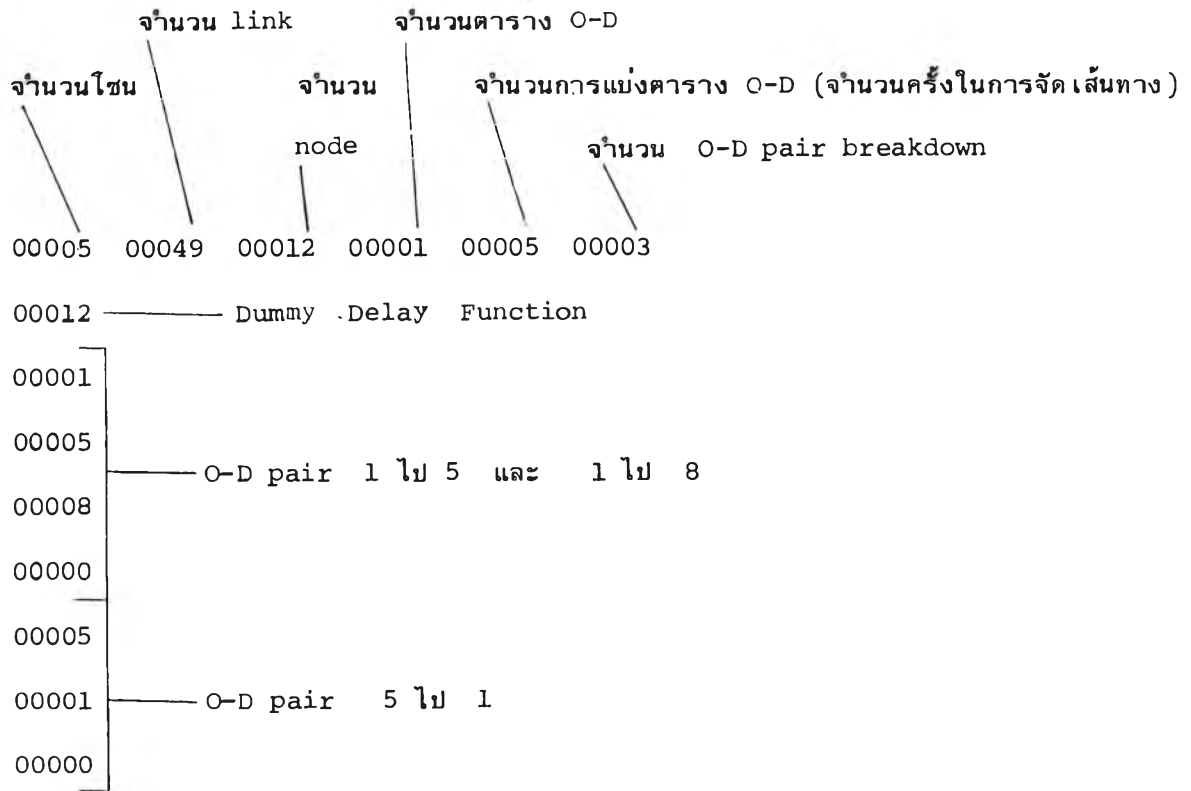 จำนวน link จำนวนตาราง O-D
จำนวนโซน จำนวน จำนวนการแบ่งตาราง O-D (จำนวนครั้งในการจัดเส้นทาง)
node จำนวน O-D pair breakdown
00005 00049 00012 00001 00005 00003
00012 Dummy Delay Function
00001
00005
O-D pair 1 ไป 5 และ 1 ไป 8
00008
00000
00005
00001 O-D pair 5 ไป 1
00000